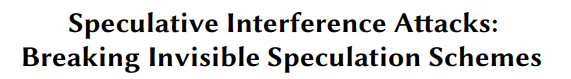 Speculative Interference Attacks:
Breaking Invisible Speculation Schemes